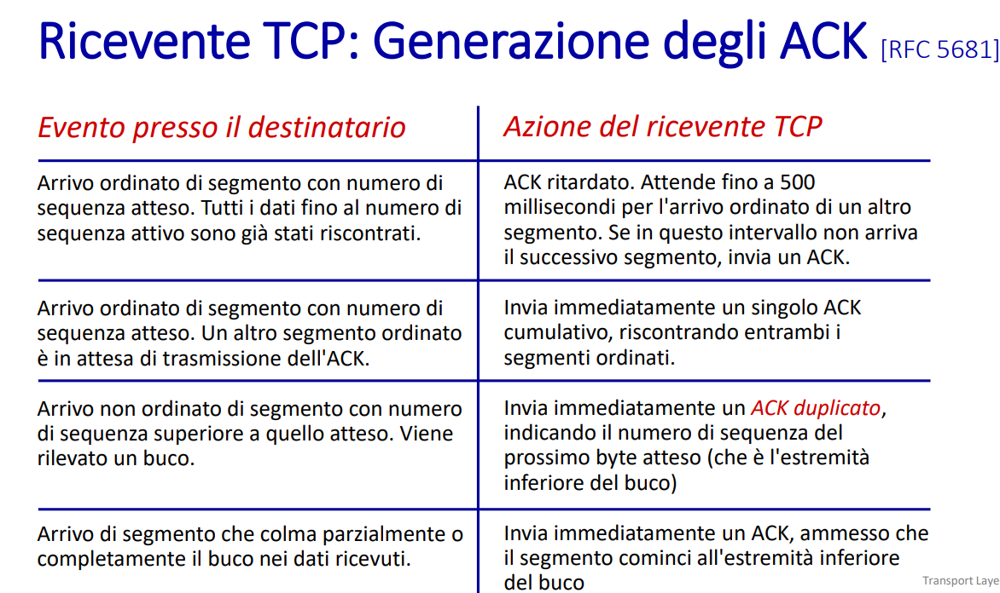 Ricevente TCP: Generazione degli ACK [RFC 5681]
Evento presso il destinatario
Azione del ricevente TCP
Arrivo ordinato di segmento con numero di
sequenza atteso. Tutti i dati fino al numero di
sequenza attivo sono già stati riscontrati.
ACK ritardato. Attende fino a 500
millisecondi per l'arrivo ordinato di un altro
segmento. Se in questo intervallo non arriva
il successivo segmento, invia un ACK.
Arrivo ordinato di segmento con numero di
sequenza atteso. Un altro segmento ordinato
è in attesa di trasmissione dell'ACK.
Invia immediatamente un singolo ACK
cumulativo, riscontrando entrambi i
segmenti ordinati.
Arrivo non ordinato di segmento con numero
di sequenza superiore a quello atteso. Viene
rilevato un buco.
Invia immediatamente un ACK duplicato,
indicando il numero di sequenza del
prossimo byte atteso (che è l'estremità
inferiore del buco)
Arrivo di segmento che colma parzialmente o
completamente il buco nei dati ricevuti.
Invia immediatamente un ACK, ammesso che
il segmento cominci all'estremità inferiore
del buco
Transport Laye